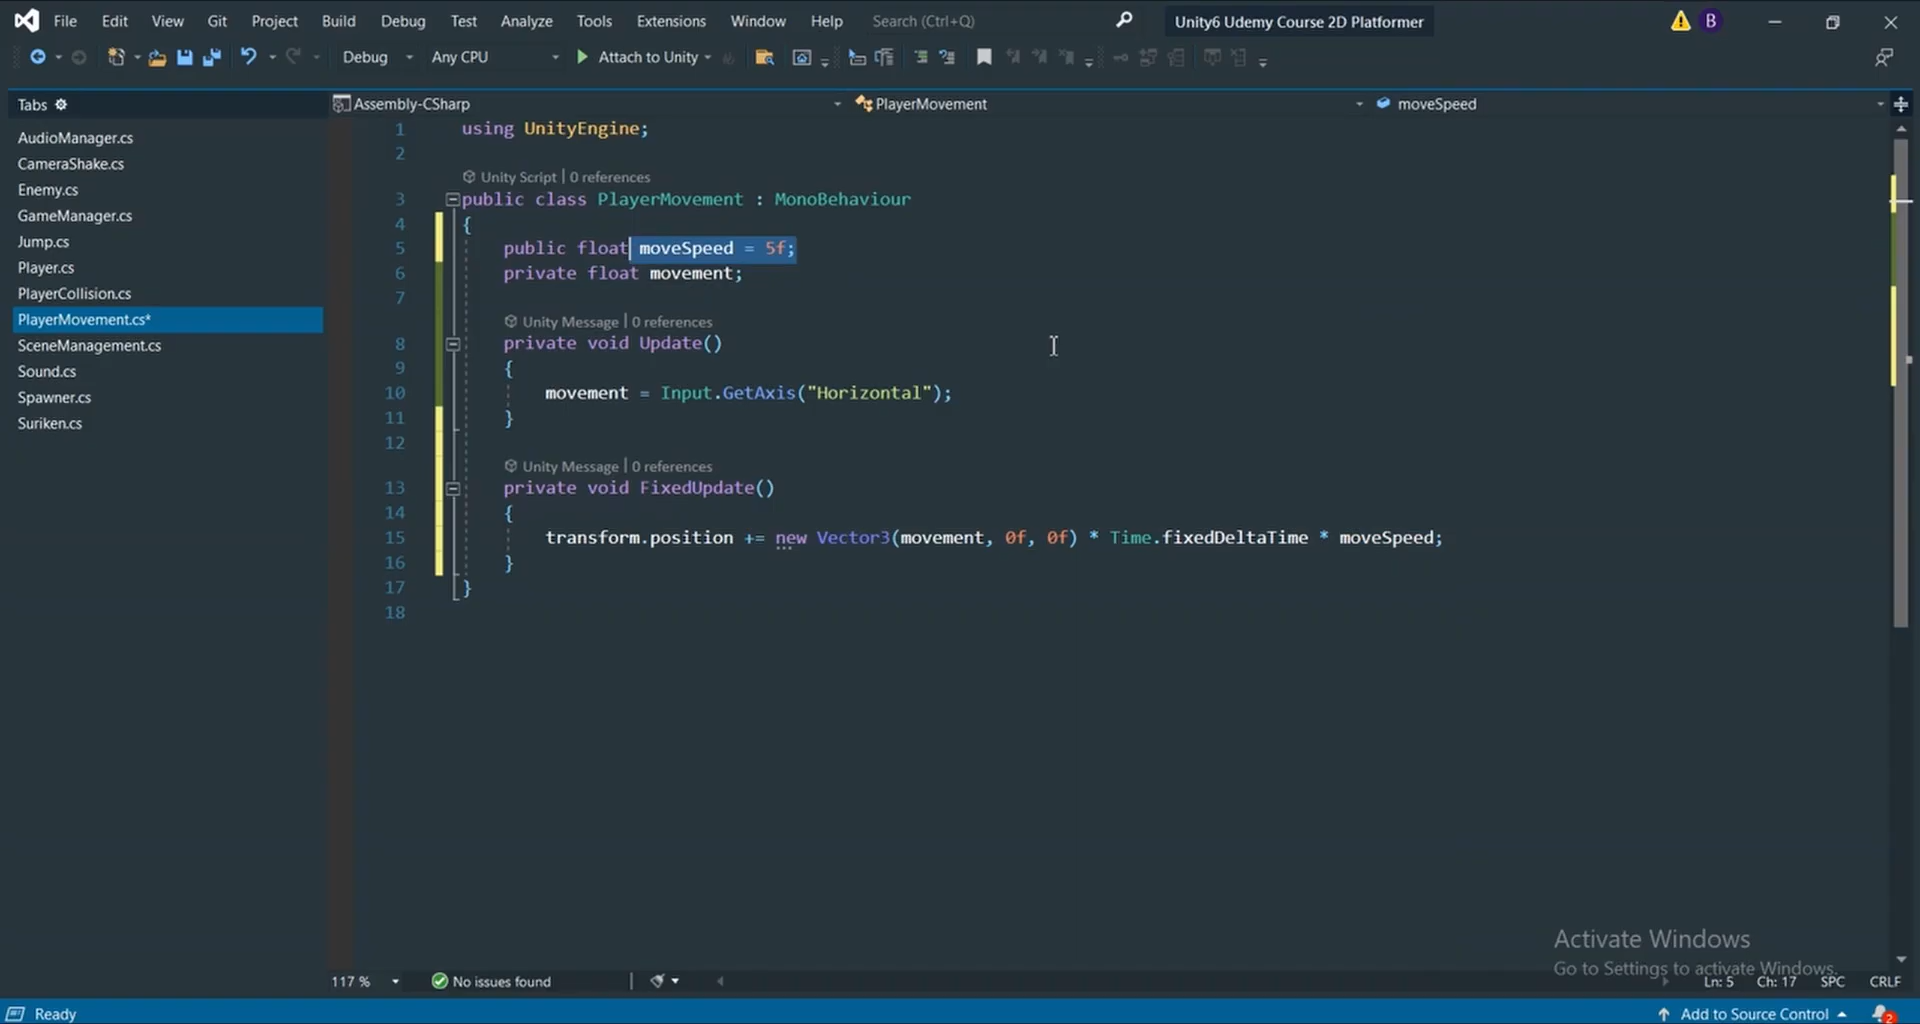 File Edit View Git Project Build Debug Test Analyze Tools Extensions Window Help Search (Ctrl+Q) Unity6 Udemy Course 2D Platformer B
Debug Any CPU Attach to Unity
Tabs
Assembly-CSharp PlayerMovement moveSpeed
AudioManager.cs
CameraShake.cs
Enemy.cs
GameManager.cs
Jump.cs
Player.cs
PlayerCollision.cs
PlayerMovement.cs*
SceneManagement.cs
Sound.cs
Spawner.cs
Suriken.cs
1 using UnityEngine;
2
Unity Script | 0 references
3 public class PlayerMovement : MonoBehaviour
4 {
5 public float moveSpeed = 5f;
6 private float movement;
7
Unity Message | 0 references
8 private void Update()
9 {
10 movement = Input.GetAxis("Horizontal");
11 }
12
Unity Message | 0 references
13 private void FixedUpdate()
14 {
15 transform.position += new Vector3(movement, 0f, 0f) * Time.fixedDeltaTime * moveSpeed;
16 }
17 }
18
Activate Windows
Go to Settings to activate Windows.
117 % No issues found Ln: 5 Ch: 17 SPC CRLF
Ready Add to Source Control 2